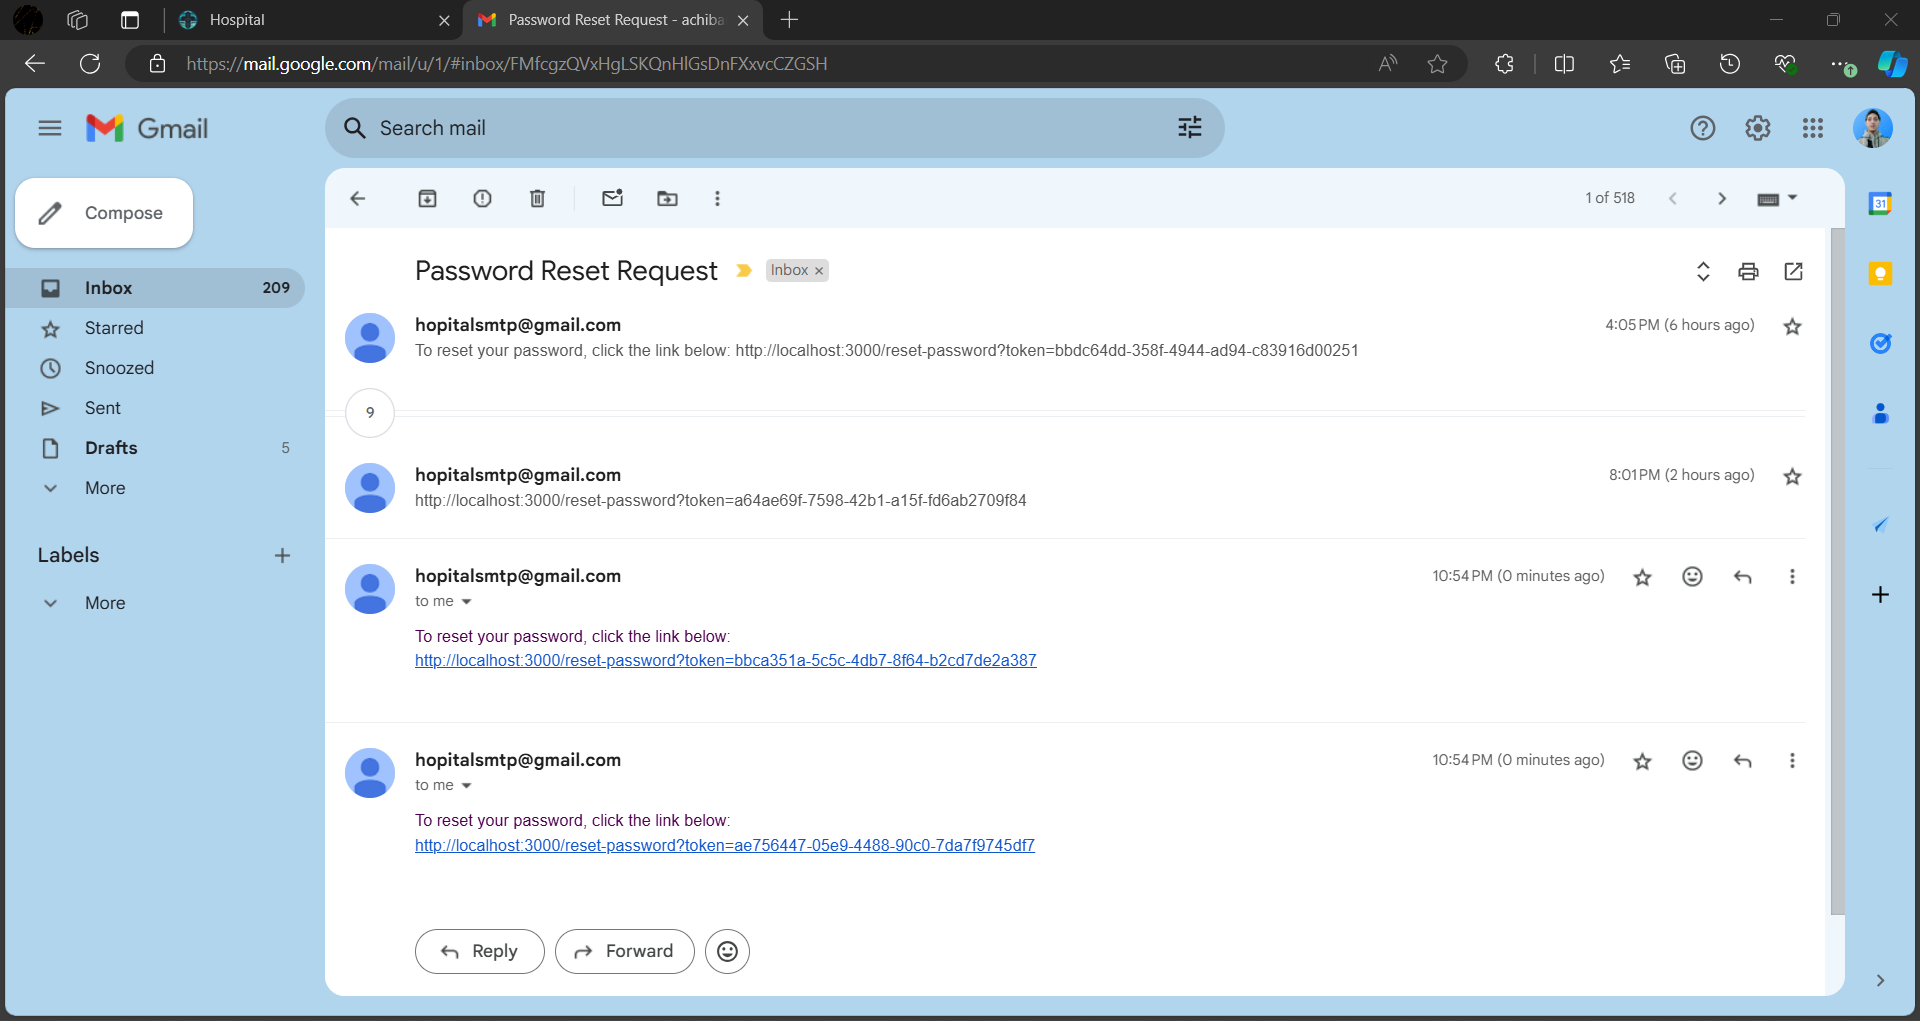 Hospital
Password Reset Request - achiba
https://mail.google.com/mail/u/1/#inbox/FMfcgzQVxHgLSKQnHlGsDnFXxvcCZGSH
Gmail
Search mail
Compose
1 of 518
31
Inbox 209
Starred
Snoozed
Sent
Drafts 5
More
Labels
More
Password Reset Request
Inbox
hopitalsmtp@gmail.com
4:05 PM (6 hours ago)
To reset your password, click the link below: http://localhost:3000/reset-password?token=bbdc64dd-358f-4944-ad94-c83916d00251
9
hopitalsmtp@gmail.com
8:01 PM (2 hours ago)
http://localhost:3000/reset-password?token=a64ae69f-7598-42b1-a15f-fd6ab2709f84
hopitalsmtp@gmail.com
10:54 PM (0 minutes ago)
to me
To reset your password, click the link below:
http://localhost:3000/reset-password?token=bbca351a-5c5c-4db7-8f64-b2cd7de2a387
hopitalsmtp@gmail.com
10:54 PM (0 minutes ago)
to me
To reset your password, click the link below:
http://localhost:3000/reset-password?token=ae756447-05e9-4488-90c0-7da7f9745df7
Reply
Forward